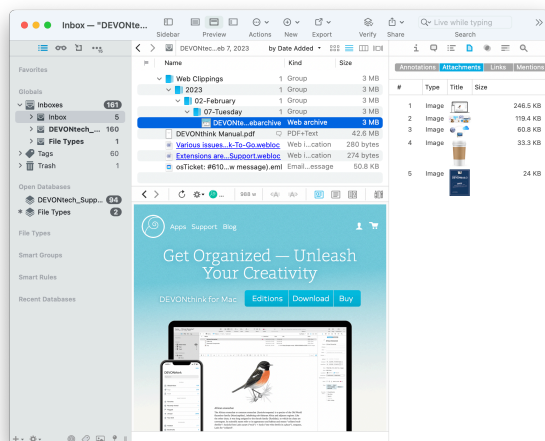 Inbox — "DEVONte...
Sidebar
Preview
Actions
New
Export
Verify
Share
Live while typing
Search
DEVONtec...eb 7, 2023
by Date Added
Name
Kind
Size
Favorites
Globals
Inboxes 161
Inbox 5
DEVONtech_... 160
File Types 1
Tags 60
Trash 1
Open Databases
DEVONtech_Supp... 94
File Types 2
File Types
Smart Groups
Smart Rules
Recent Databases
Web Clippings 1 Group 3 MB
2023 1 Group 3 MB
02-February 1 Group 3 MB
07-Tuesday 1 Group 3 MB
DEVONte...ebarchive Web archive 3 MB
DEVONthink Manual.pdf PDF+Text 42.6 MB
Various issues...k-To-Go.webloc Web i...cation 280 bytes
Extensions are...Support.webloc Web i...cation 274 bytes
osTicket: #610...w message).eml Email...essage 50.8 KB
988 w
Apps Support Blog
Get Organized — Unleash
Your Creativity
DEVONthink for Mac
Editions
Download
Buy
Annotations
Attachments
Links
Mentions
# Type Title Size
1 Image 246.5 KB
2 Image 119.4 KB
3 Image 60.8 KB
4 Image 33.3 KB
5 Image 24 KB